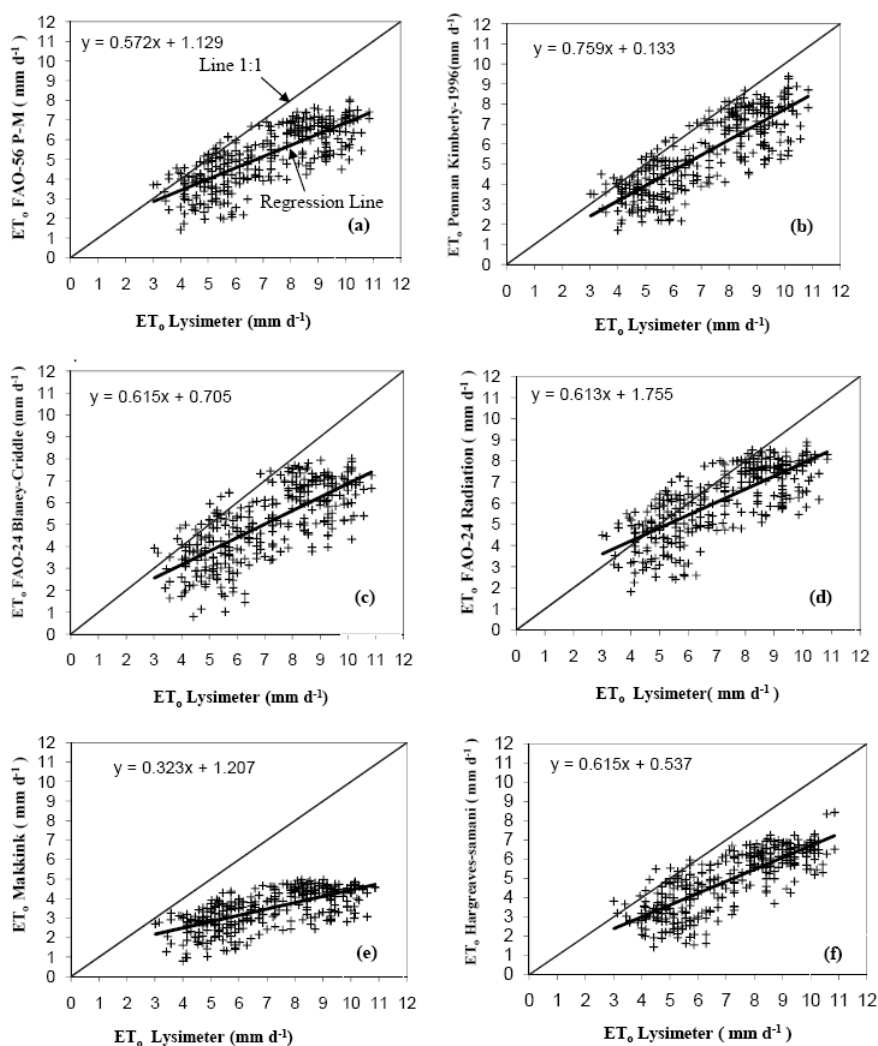 y = 0.572x + 1.129
Line 1:1
Regression Line
(a)
ETo FAO-56 P-M ( mm d-1)
12
11
10
9
8
7
6
5
4
3
2
1
0
0 1 2 3 4 5 6 7 8 9 10 11 12
ETo Lysimeter (mm d-1)
y = 0.759x + 0.133
(b)
ETo Penman Kimberly-1996(mm d-1)
12
11
10
9
8
7
6
5
4
3
2
1
0
0 1 2 3 4 5 6 7 8 9 10 11 12
ETo Lysimeter (mm d-1)
y = 0.615x + 0.705
(c)
ETo FAO-24 Blaney-Criddle (mm d-1)
12
11
10
9
8
7
6
5
4
3
2
1
0
0 1 2 3 4 5 6 7 8 9 10 11 12
ETo Lysimeter (mm d-1)
y = 0.613x + 1.755
(d)
ETo FAO-24 Radiation ( mm d-1)
12
11
10
9
8
7
6
5
4
3
2
1
0
0 1 2 3 4 5 6 7 8 9 10 11 12
ETo Lysimeter( mm d-1 )
y = 0.323x + 1.207
(e)
ETo Makkink ( mm d-1)
12
11
10
9
8
7
6
5
4
3
2
1
0
0 1 2 3 4 5 6 7 8 9 10 11 12
ETo Lysimeter (mm d-1)
y = 0.615x + 0.537
(f)
ETo Hargreaves-samani ( mm d-1)
12
11
10
9
8
7
6
5
4
3
2
1
0
0 1 2 3 4 5 6 7 8 9 10 11 12
ETo Lysimeter ( mm d-1 )